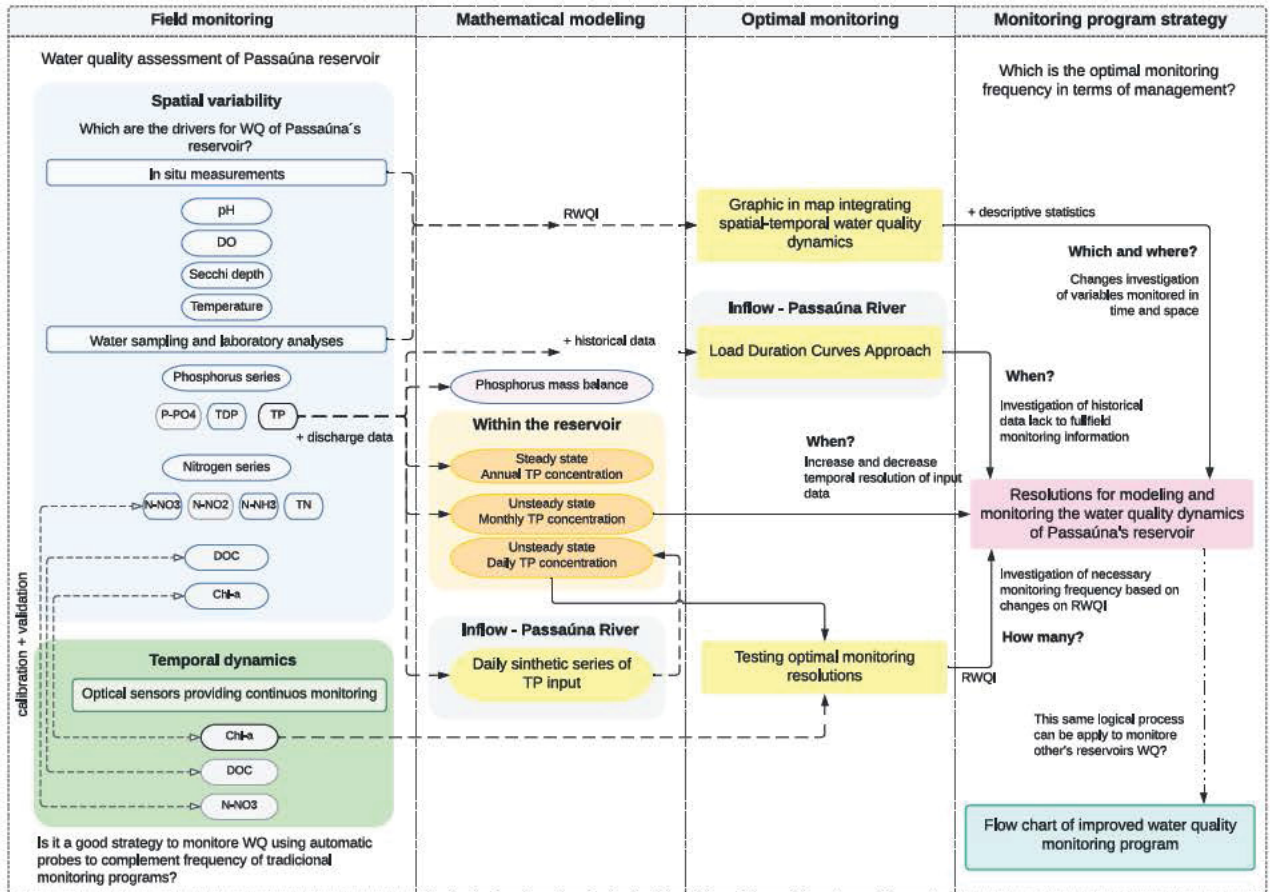 Field monitoring
Mathematical modeling
Optimal monitoring
Monitoring program strategy
Water quality assessment of Passaúna reservoir
Spatial variability
Which are the drivers for WQ of Passaúna´s
reservoir?
In situ measurements
pH
DO
Secchi depth
Temperature
Water sampling and laboratory analyses
Phosphorus series
P-PO4
TDP
TP
+ discharge data
Nitrogen series
N-NO3
N-NO2
N-NH3
TN
DOC
Chl-a
calibration + validation
Temporal dynamics
Optical sensors providing continuos monitoring
Chl-a
DOC
N-NO3
Is it a good strategy to monitore WQ using automatic
probes to complement frequency of tradicional
monitoring programs?
RWQI
+ historical data
Phosphorus mass balance
Within the reservoir
Steady state
Annual TP concentration
Unsteady state
Monthly TP concentration
Unsteady state
Daily TP concentration
Inflow - Passaúna River
Daily sinthetic series of
TP input
Graphic in map integrating
spatial-temporal water quality
dynamics
Inflow - Passaúna River
Load Duration Curves Approach
When?
Increase and decrease
temporal resolution of input
data
Testing optimal monitoring
resolutions
RWQI
Which is the optimal monitoring
frequency in terms of management?
+ descriptive statistics
Which and where?
Changes investigation
of variables monitored in
time and space
When?
Investigation of historical
data lack to fullfield
monitoring information
Resolutions for modeling and
monitoring the water quality dynamics
of Passaúna's reservoir
Investigation of necessary
monitoring frequency based on
changes on RWQI
How many?
This same logical process
can be apply to monitore
other's reservoirs WQ?
Flow chart of improved water quality
monitoring program